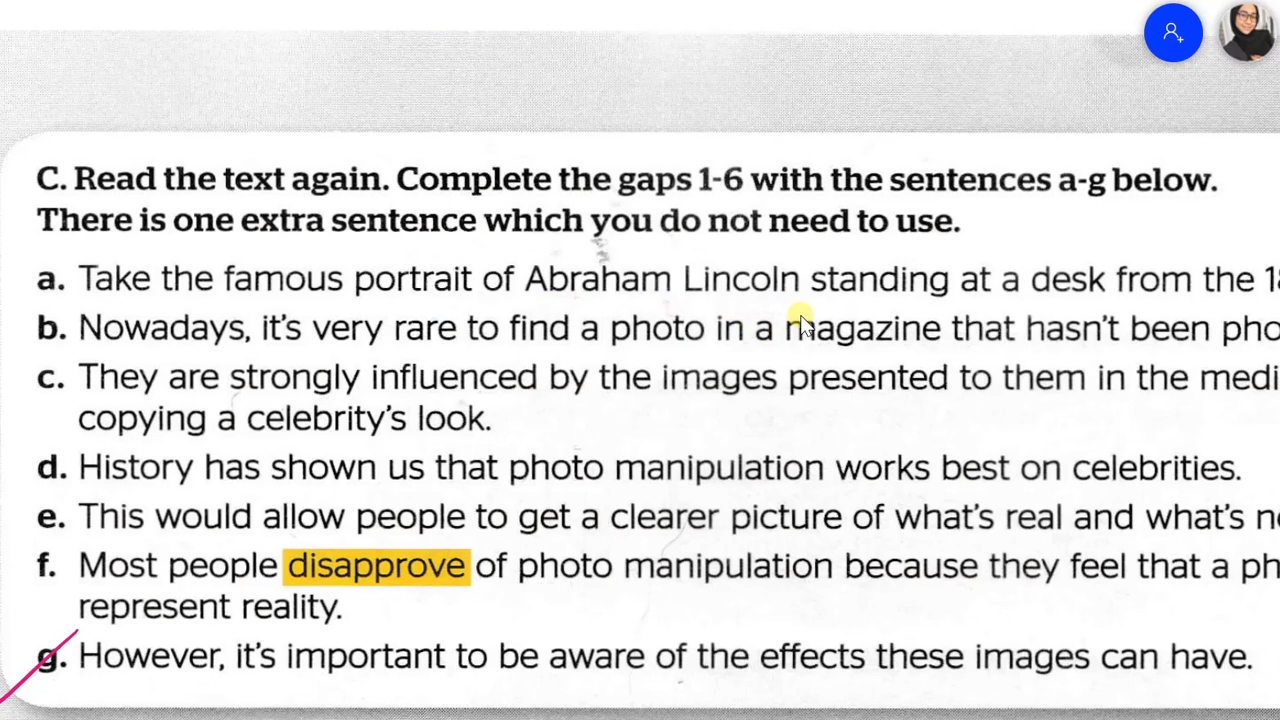 C. Read the text again. Complete the gaps 1-6 with the sentences a-g below.
There is one extra sentence which you do not need to use.
a. Take the famous portrait of Abraham Lincoln standing at a desk from the
b. Nowadays, it's very rare to find a photo in a magazine that hasn't been pho
c. They are strongly influenced by the images presented to them in the medi
copying a celebrity's look.
d. History has shown us that photo manipulation works best on celebrities.
e. This would allow people to get a clearer picture of what's real and what's n
f. Most people disapprove of photo manipulation because they feel that a ph
represent reality.
g. However, it's important to be aware of the effects these images can have.